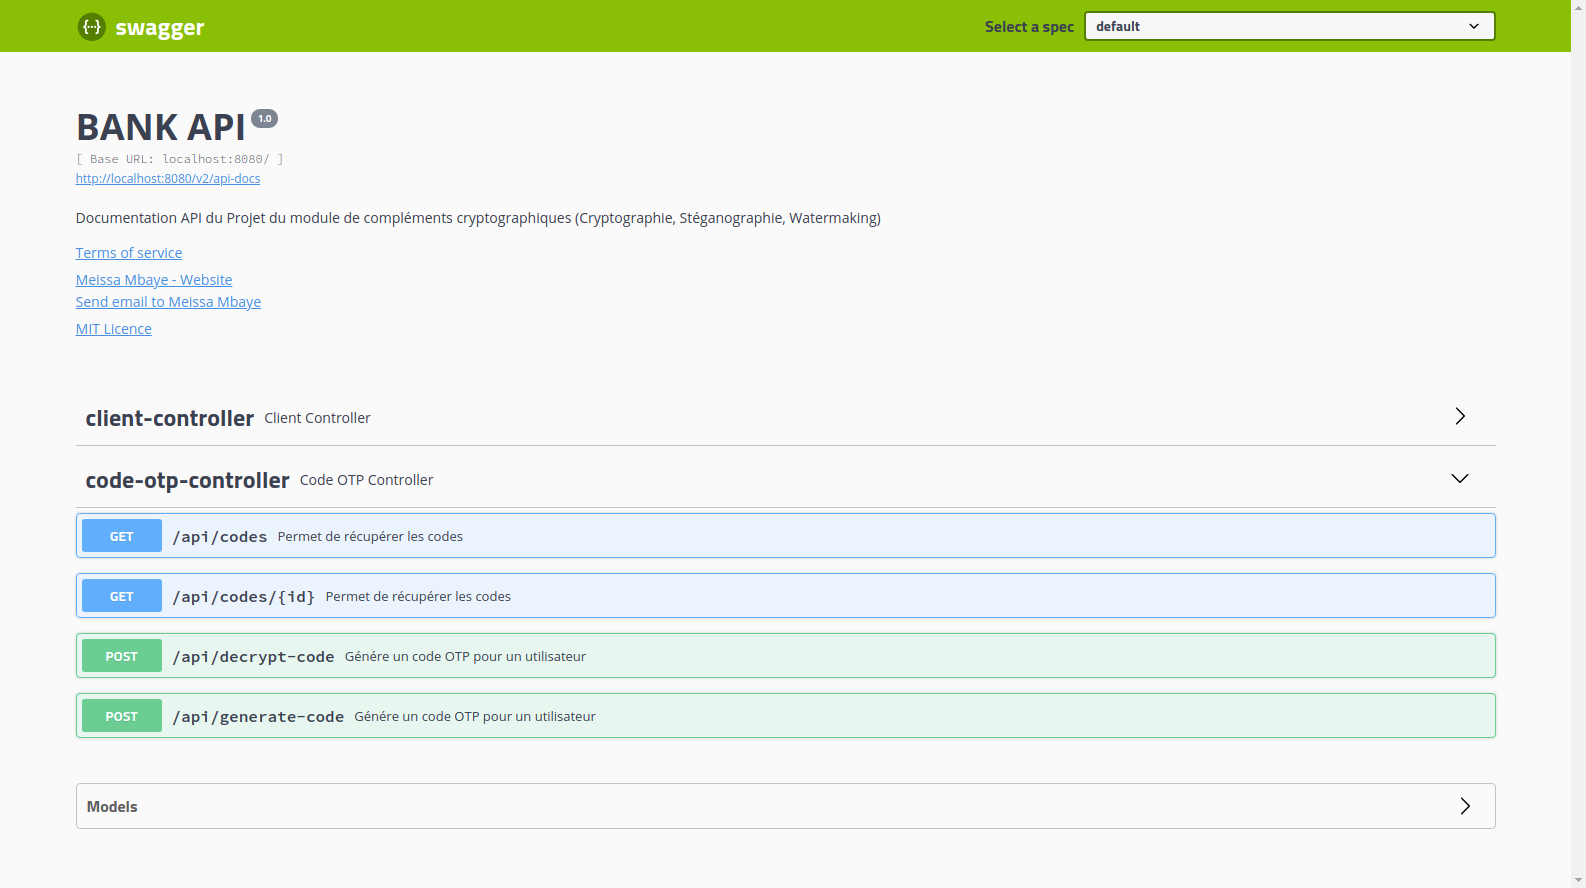 {···} swagger
Select a spec default
BANK API 1.0
[ Base URL: localhost:8080/ ]
http://localhost:8080/v2/api-docs
Documentation API du Projet du module de compléments cryptographiques (Cryptographie, Stéganographie, Watermaking)
Terms of service
Meissa Mbaye - Website
Send email to Meissa Mbaye
MIT Licence
client-controller Client Controller
code-otp-controller Code OTP Controller
GET /api/codes Permet de récupérer les codes
GET /api/codes/{id} Permet de récupérer les codes
POST /api/decrypt-code Génére un code OTP pour un utilisateur
POST /api/generate-code Génére un code OTP pour un utilisateur
Models